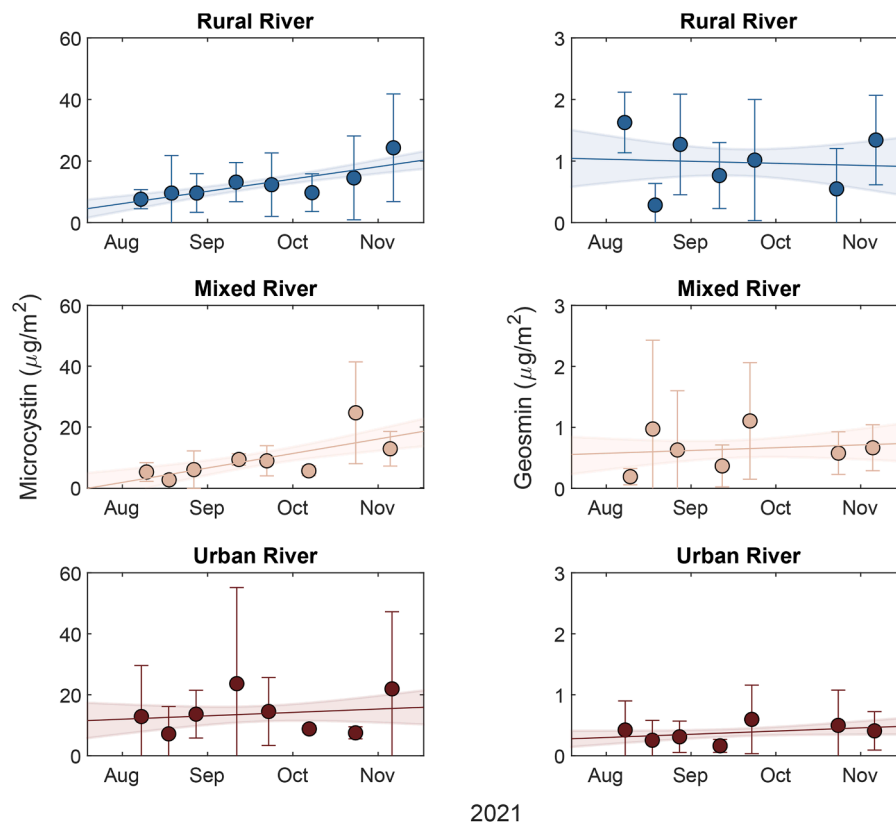 Rural River
60
40
20
0
Aug Sep Oct Nov
Rural River
3
2
1
0
Aug Sep Oct Nov
Mixed River
60
40
20
0
Aug Sep Oct Nov
Microcystin (μg/m²)
Mixed River
3
2
1
0
Aug Sep Oct Nov
Geosmin (μg/m²)
Urban River
60
40
20
0
Aug Sep Oct Nov
Urban River
3
2
1
0
Aug Sep Oct Nov
2021